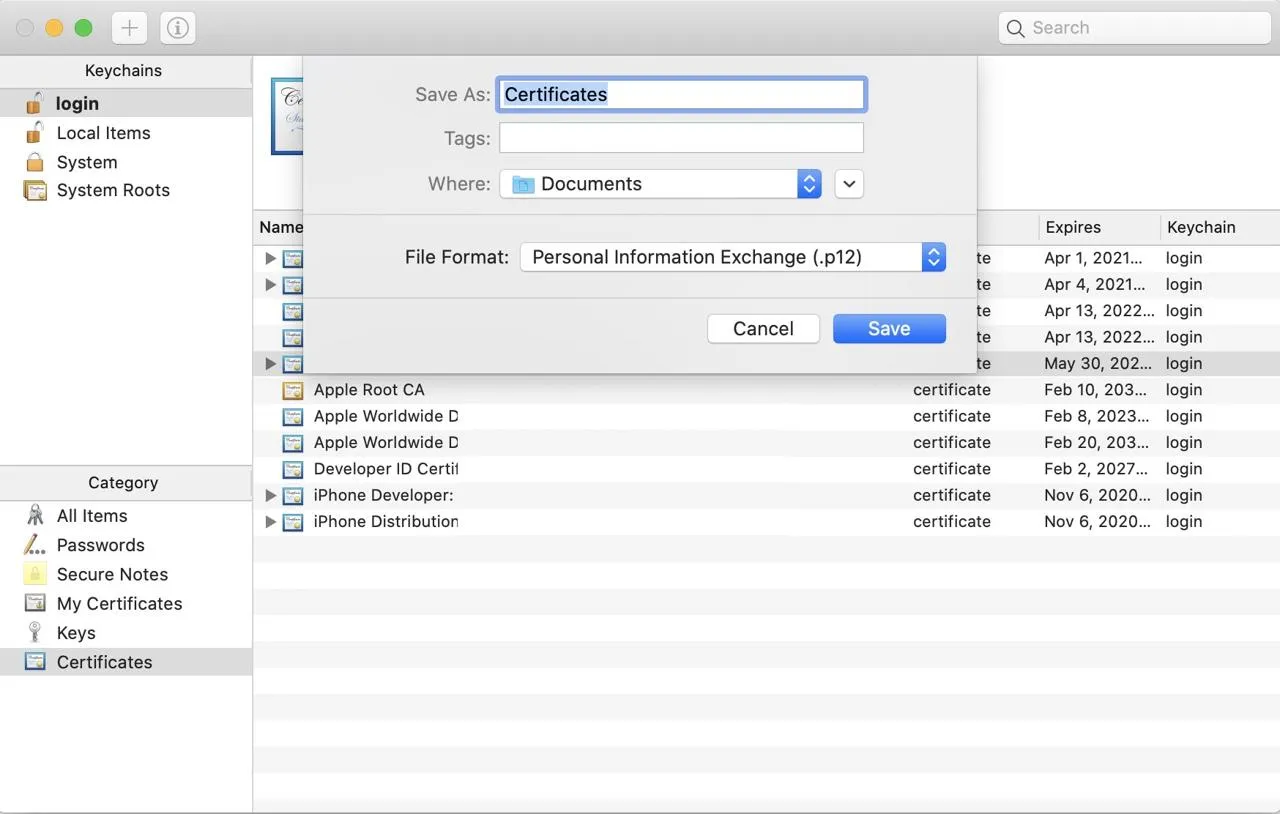 Search
Keychains
login
Local Items
System
System Roots
Save As: Certificates
Tags:
Where: Documents
File Format: Personal Information Exchange (.p12)
Cancel Save
Name Expires Keychain
te Apr 1, 2021... login
te Apr 4, 2021... login
te Apr 13, 2022... login
te Apr 13, 2022... login
te May 30, 202... login
Apple Root CA certificate Feb 10, 203... login
Apple Worldwide D certificate Feb 8, 2023... login
Apple Worldwide D certificate Feb 20, 203... login
Developer ID Certif certificate Feb 2, 2027... login
iPhone Developer: certificate Nov 6, 2020... login
iPhone Distribution certificate Nov 6, 2020... login
Category
All Items
Passwords
Secure Notes
My Certificates
Keys
Certificates